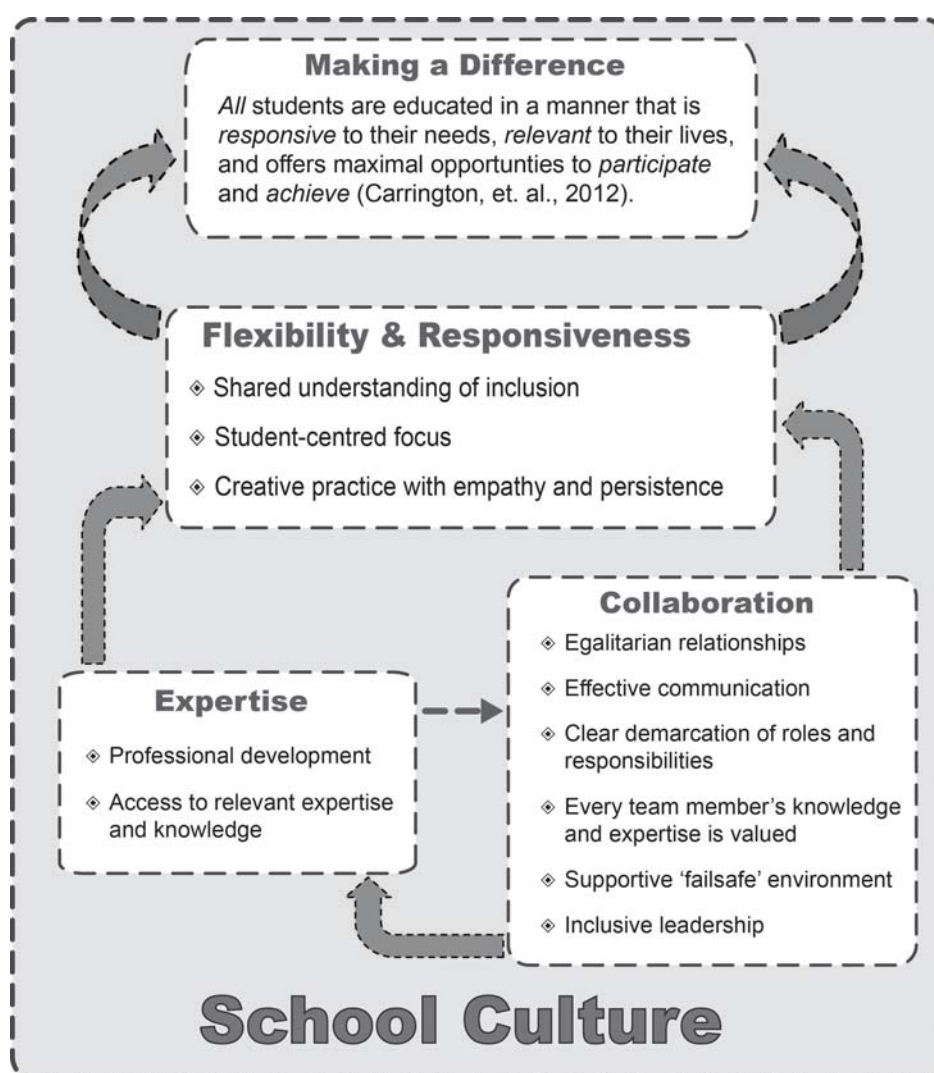 Making a Difference
All students are educated in a manner that is
responsive to their needs, relevant to their lives,
and offers maximal opportunties to participate
and achieve (Carrington, et. al., 2012).
Flexibility & Responsiveness
Shared understanding of inclusion
Student-centred focus
Creative practice with empathy and persistence
Expertise
Professional development
Access to relevant expertise
and knowledge
Collaboration
Egalitarian relationships
Effective communication
Clear demarcation of roles and
responsibilities
Every team member’s knowledge
and expertise is valued
Supportive ‘failsafe’ environment
Inclusive leadership
School Culture